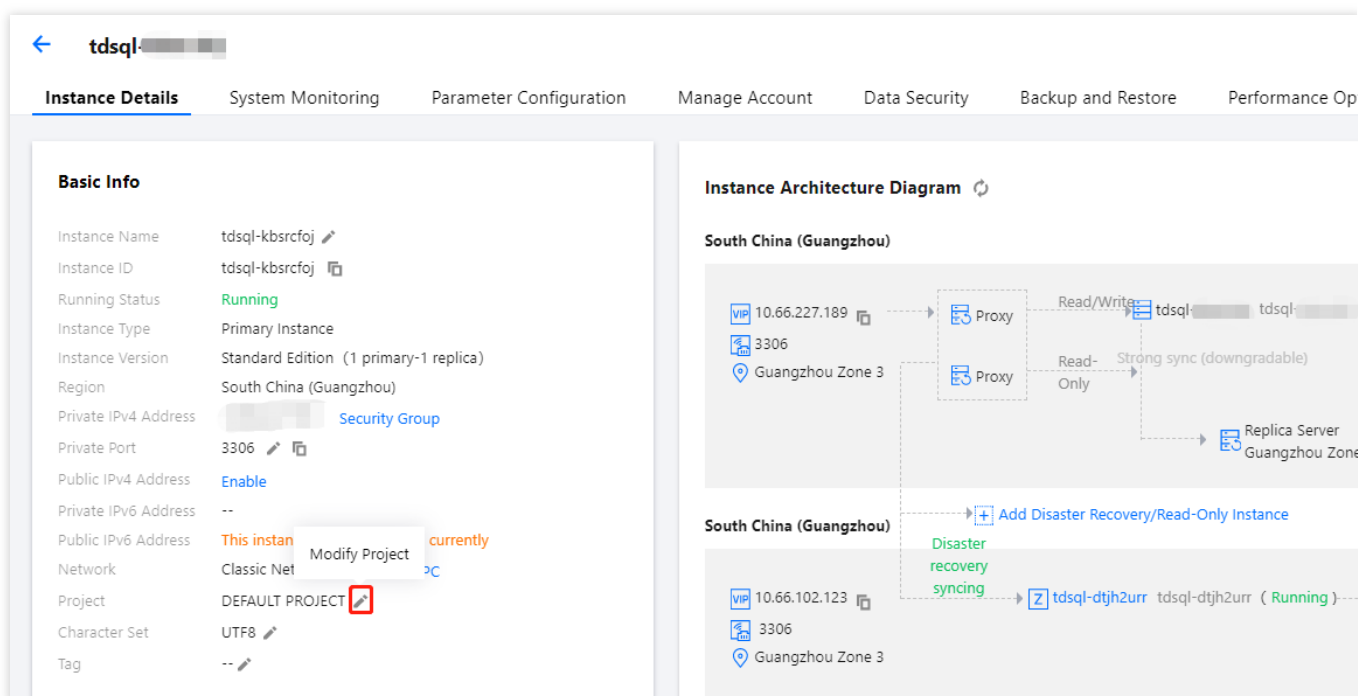 tdsql-
Instance Details System Monitoring Parameter Configuration Manage Account Data Security Backup and Restore Performance Op
Basic Info
Instance Name tdsql-kbsrcfoj
Instance ID tdsql-kbsrcfoj
Running Status Running
Instance Type Primary Instance
Instance Version Standard Edition (1 primary-1 replica)
Region South China (Guangzhou)
Private IPv4 Address Security Group
Private Port 3306
Public IPv4 Address Enable
Private IPv6 Address --
Public IPv6 Address This instan currently
Modify Project
Network Classic Net PC
Project DEFAULT PROJECT
Character Set UTF8
Tag --
Instance Architecture Diagram
South China (Guangzhou)
VIP 10.66.227.189
3306
Guangzhou Zone 3
Proxy
Proxy
Read/Write
tdsql- tdsql-
Read-
Only
Strong sync (downgradable)
Replica Server
Guangzhou Zone
Add Disaster Recovery/Read-Only Instance
South China (Guangzhou)
Disaster
recovery
syncing
VIP 10.66.102.123
3306
Guangzhou Zone 3
Z tdsql-dtjh2urr tdsql-dtjh2urr ( Running )